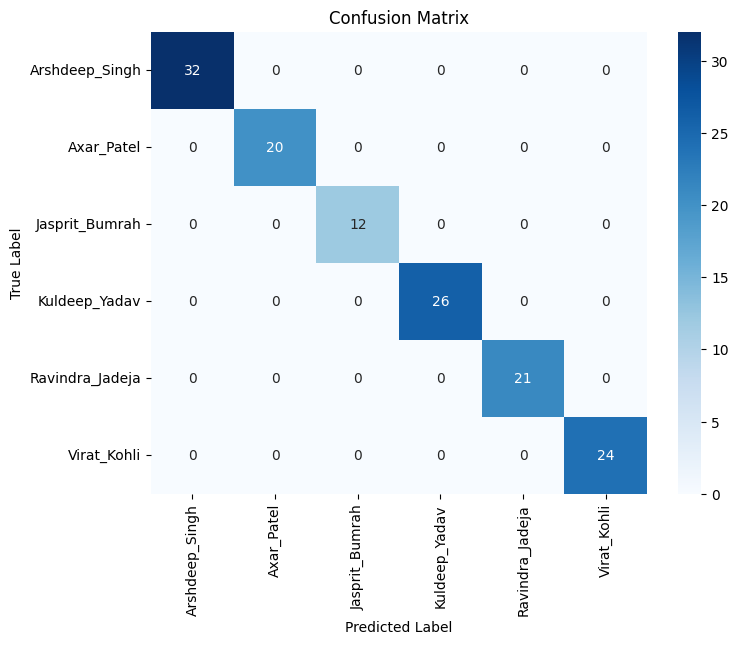 Confusion Matrix
True Label
Arshdeep_Singh 32 0 0 0 0 0
Axar_Patel 0 20 0 0 0 0
Jasprit_Bumrah 0 0 12 0 0 0
Kuldeep_Yadav 0 0 0 26 0 0
Ravindra_Jadeja 0 0 0 0 21 0
Virat_Kohli 0 0 0 0 0 24
Arshdeep_Singh
Axar_Patel
Jasprit_Bumrah
Kuldeep_Yadav
Ravindra_Jadeja
Virat_Kohli
Predicted Label
30
25
20
15
10
5
0